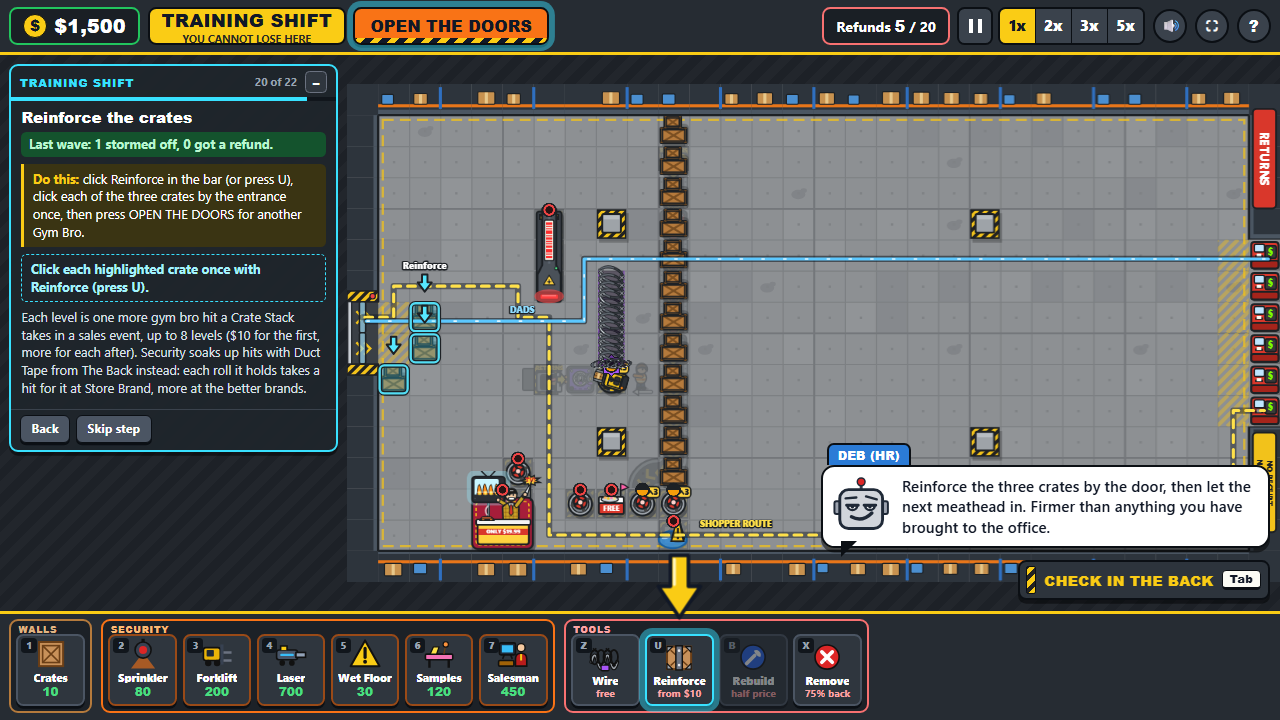 $ $1,500
TRAINING SHIFT
YOU CANNOT LOSE HERE
OPEN THE DOORS
Refunds 5 / 20
1x
2x
3x
5x
?
TRAINING SHIFT
20 of 22
–
Reinforce the crates
Last wave: 1 stormed off, 0 got a refund.
Do this: click Reinforce in the bar (or press U),
click each of the three crates by the entrance
once, then press OPEN THE DOORS for another
Gym Bro.
Click each highlighted crate once with
Reinforce (press U).
Each level is one more gym bro hit a Crate Stack
takes in a sales event, up to 8 levels ($10 for the first,
more for each after). Security soaks up hits with Duct
Tape from The Back instead: each roll it holds takes a
hit for it at Store Brand, more at the better brands.
Back
Skip step
RETURNS
Reinforce
DADS
ONLY $19.99
FREE
SHOPPER ROUTE
DEB (HR)
Reinforce the three crates by the door, then let the
next meathead in. Firmer than anything you have
brought to the office.
CHECK IN THE BACK Tab
WALLS
1
Crates
10
SECURITY
2
Sprinkler
80
3
Forklift
200
4
Laser
700
5
Wet Floor
30
6
Samples
120
7
Salesman
450
TOOLS
Z
Wire
free
U
Reinforce
from $10
B
Rebuild
half price
X
Remove
75% back